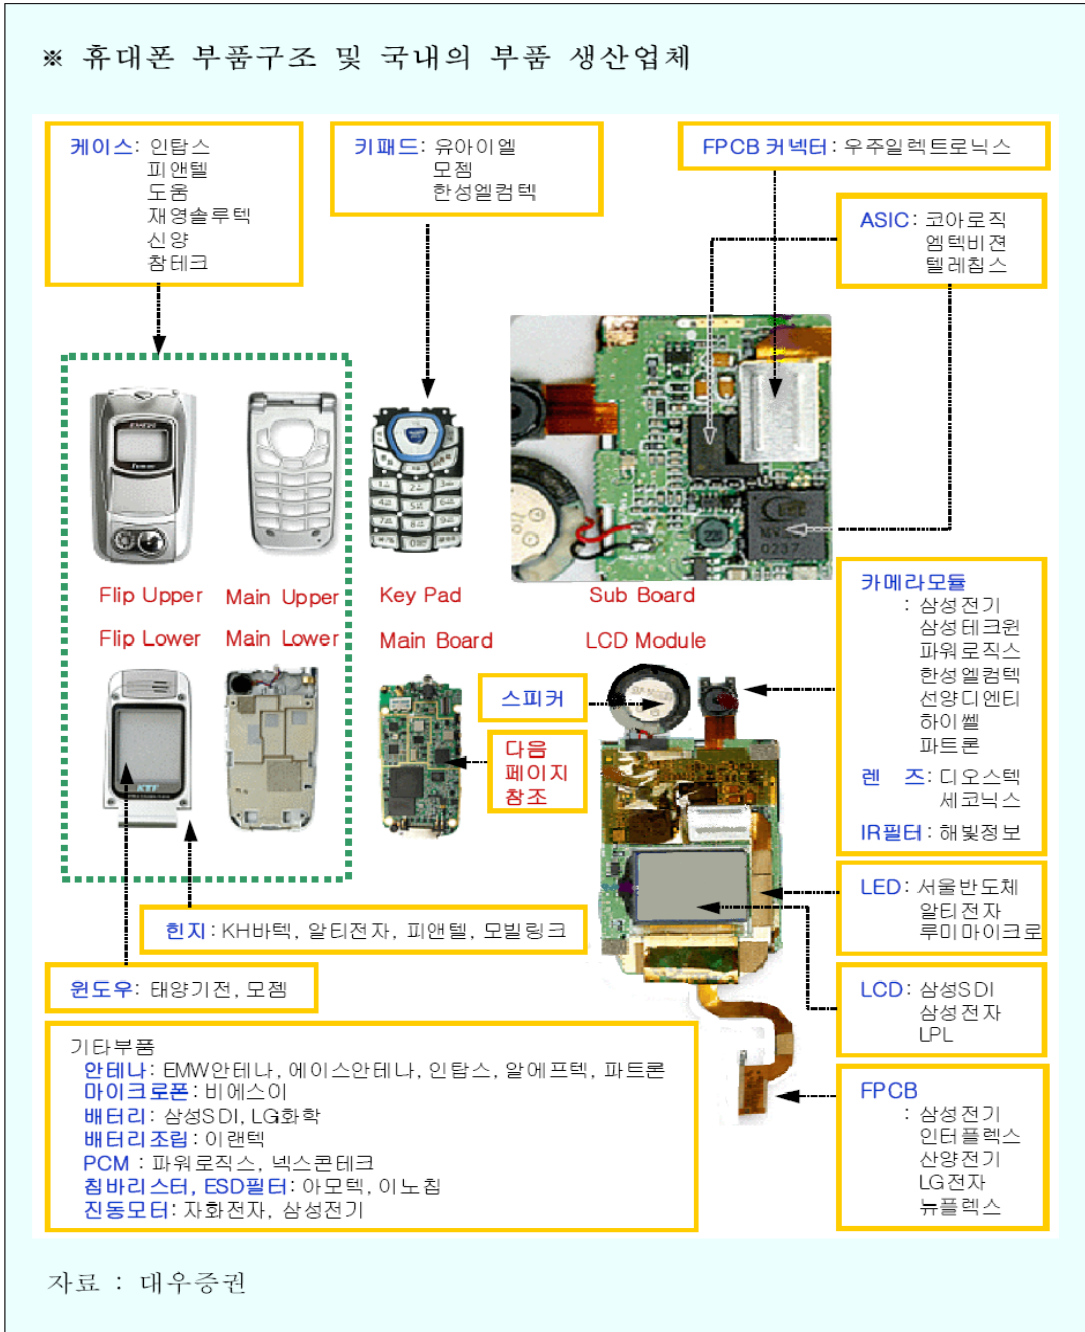 ※ 휴대폰 부품구조 및 국내의 부품 생산업체
케이스: 인탑스
피앤텔
도움
재영솔루텍
신양
참테크
키패드: 유아이엘
모젬
한성엘컴텍
FPCB 커넥터: 우주일렉트로닉스
ASIC: 코아로직
엠텍비젼
텔레칩스
0237
Flip Upper
Main Upper
Key Pad
Sub Board
Flip Lower
Main Lower
Main Board
LCD Module
카메라모듈
: 삼성전기
삼성테크윈
파워로직스
한성엘컴텍
선양디엔티
하이쎌
파트론
렌 즈: 디오스텍
세코닉스
IR필터: 해빛정보
스피커
다음
페이지
참조
KTF
LED: 서울반도체
알티전자
루미마이크로
힌지: KH바텍, 알티전자, 피앤텔, 모빌링크
윈도우: 태양기전, 모젬
LCD: 삼성SDI
삼성전자
LPL
기타부품
안테나: EMW안테나, 에이스안테나, 인탑스, 알에프텍, 파트론
마이크로폰: 비에스이
배터리: 삼성SDI, LG화학
배터리조립: 이랜텍
PCM : 파워로직스, 넥스콘테크
칩바리스터, ESD필터: 아모텍, 이노칩
진동모터: 자화전자, 삼성전기
FPCB
: 삼성전기
인터플렉스
산양전기
LG전자
뉴플렉스
자료 : 대우증권